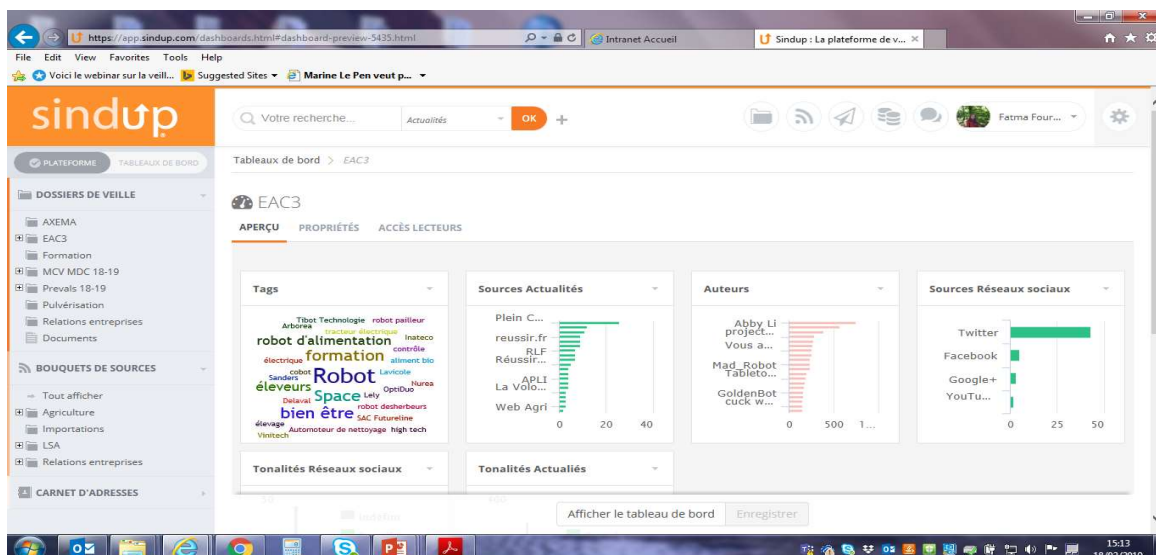 https://app.sindup.com/dashboards.html#dashboard-preview-5435.html
Intranet Accueil
Sindup : La plateforme de v...
File Edit View Favorites Tools Help
Voici le webinar sur la veill...
Suggested Sites
Marine Le Pen veut p...
sindup
Votre recherche...
Actualités
OK
Fatma Four...
PLATEFORME
TABLEAUX DE BORD
Tableaux de bord > EAC3
DOSSIERS DE VEILLE
AXEMA
EAC3
Formation
MCV MDC 18-19
Prevals 18-19
Pulvérisation
Relations entreprises
Documents
BOUQUETS DE SOURCES
Tout afficher
Agriculture
Importations
LSA
Relations entreprises
CARNET D'ADRESSES
EAC3
APERÇU PROPRIÉTÉS ACCÈS LECTEURS
Tags
Tibot Technologie robot pailleur
Arborea
tracteur électrique
robot d'alimentation Inateco
contrôle
électrique formation aliment bio
cobot
Sanders Robot Lavicole
éleveurs OptiDuo Nurea
Delaval Space Lely
bien être robot desherbeurs
SAC Futureline
élevage
Automoteur de nettoyage high tech
Vinitech
Sources Actualités
Plein C...
reussir.fr
RLF
Réussir...
APLI
La Volo...
Web Agri
0 20 40
Auteurs
Abby Li
project...
Vous a...
Mad_Robot
Tableto...
GoldenBot
cuck w...
0 500 1...
Sources Réseaux sociaux
Twitter
Facebook
Google+
YouTu...
0 25 50
Tonalités Réseaux sociaux
Tonalités Actualiés
Afficher le tableau de bord
Enregistrer
15:13
18/02/2019